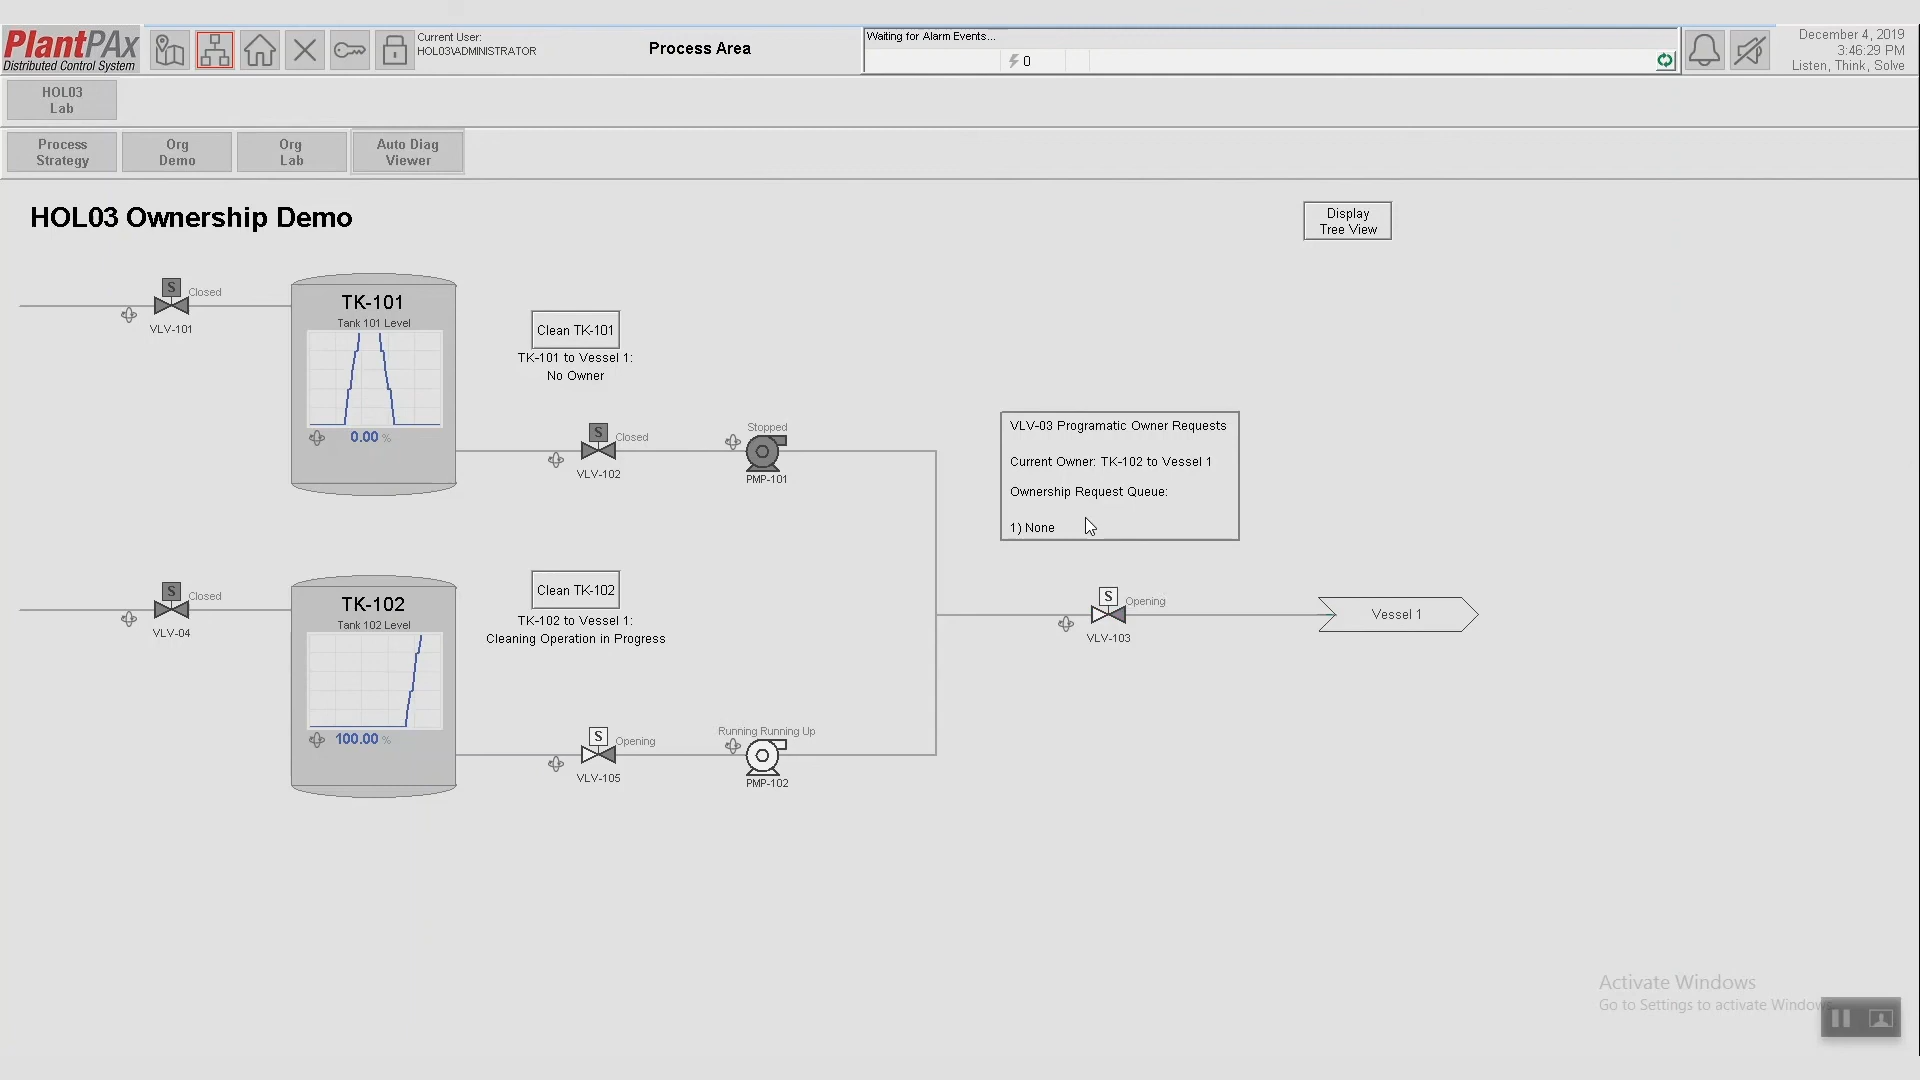 PlantPAx
Distributed Control System
Current User:
HOL03\ADMINISTRATOR
Process Area
Waiting for Alarm Events...
0
December 4, 2019
3:46:29 PM
Listen, Think, Solve
HOL03
Lab
Process
Strategy
Org
Demo
Org
Lab
Auto Diag
Viewer
HOL03 Ownership Demo
Display
Tree View
S
Closed
VLV-101
TK-101
Tank 101 Level
0.00 %
Clean TK-101
TK-101 to Vessel 1:
No Owner
S
Closed
VLV-102
Stopped
PMP-101
VLV-03 Programatic Owner Requests
Current Owner: TK-102 to Vessel 1
Ownership Request Queue:
1) None
S
Closed
VLV-04
TK-102
Tank 102 Level
100.00 %
Clean TK-102
TK-102 to Vessel 1:
Cleaning Operation in Progress
S
Opening
VLV-103
Vessel 1
S
Opening
VLV-105
Running Running Up
PMP-102
Activate Windows
Go to Settings to activate Windows